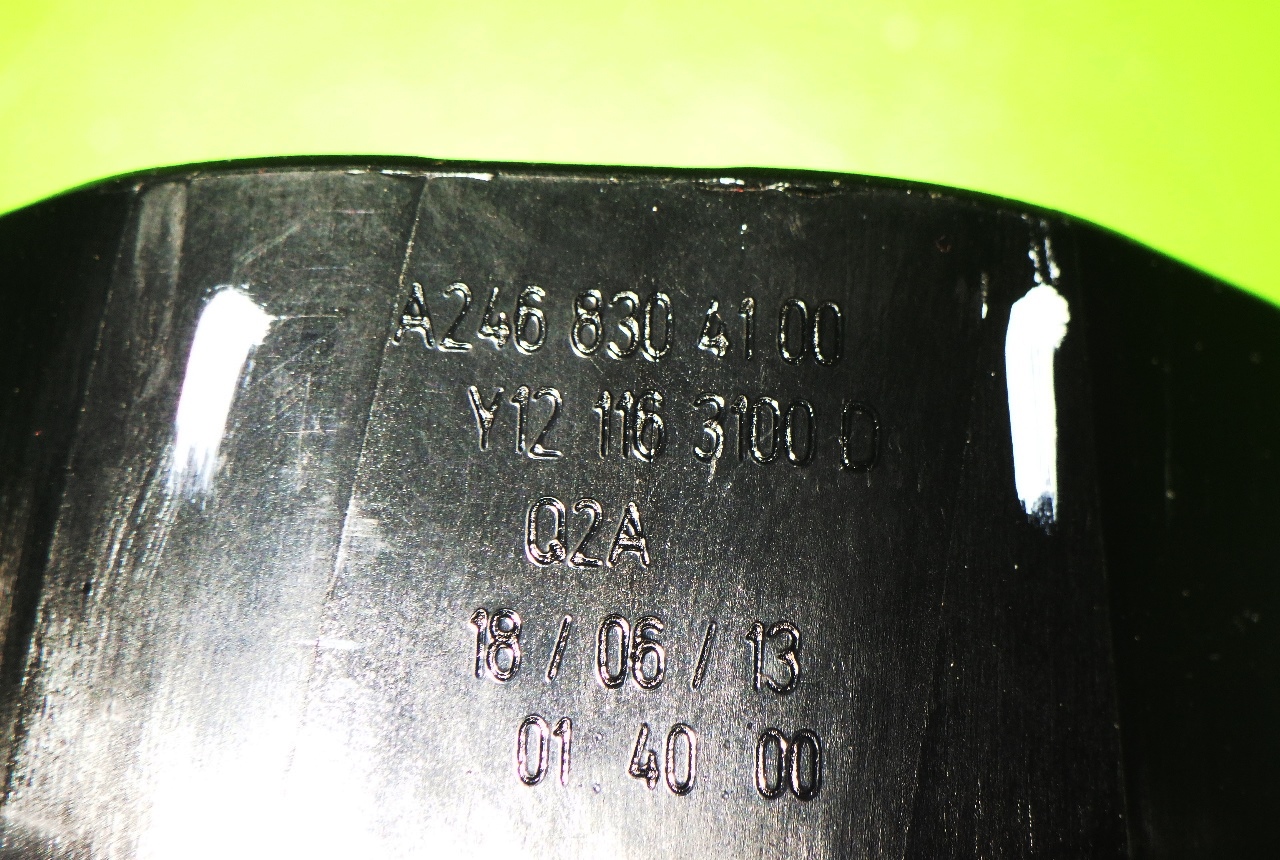 A246 830 41 00
Y12 116 3100 D
Q2A
18 / 06 / 13
01 : 40 : 00